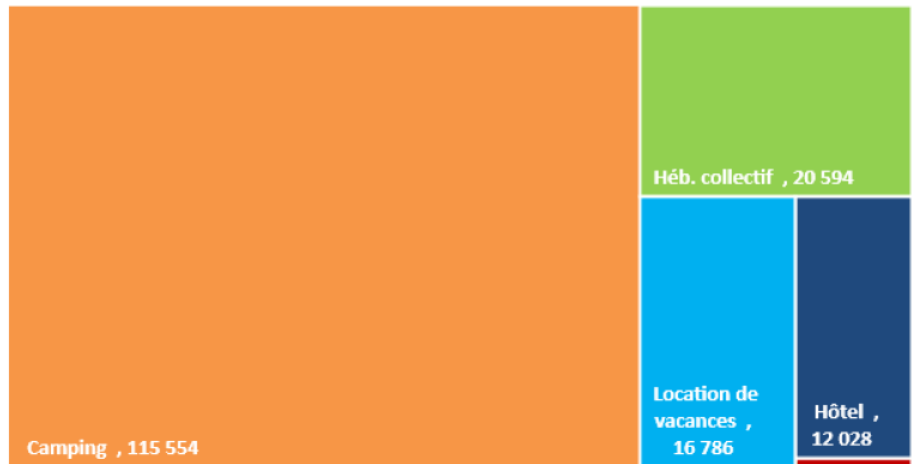 Héb. collectif , 20 594
Location de
vacances ,
16 786
Hôtel ,
12 028
Camping , 115 554